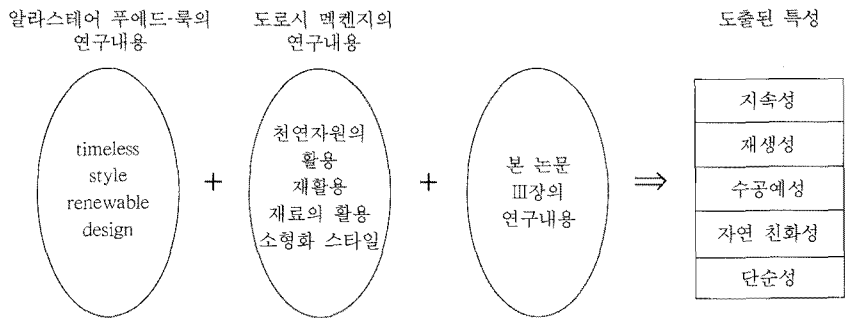 알라스테어 푸에드-룩의
연구내용
도로시 멕켄지의
연구내용
도출된 특성
timeless
style
renewable
design
+
천연자원의
활용
재활용
재료의 활용
소형화 스타일
+
본 논문
Ⅲ장의
연구내용
⇒
지속성
재생성
수공예성
자연 친화성
단순성